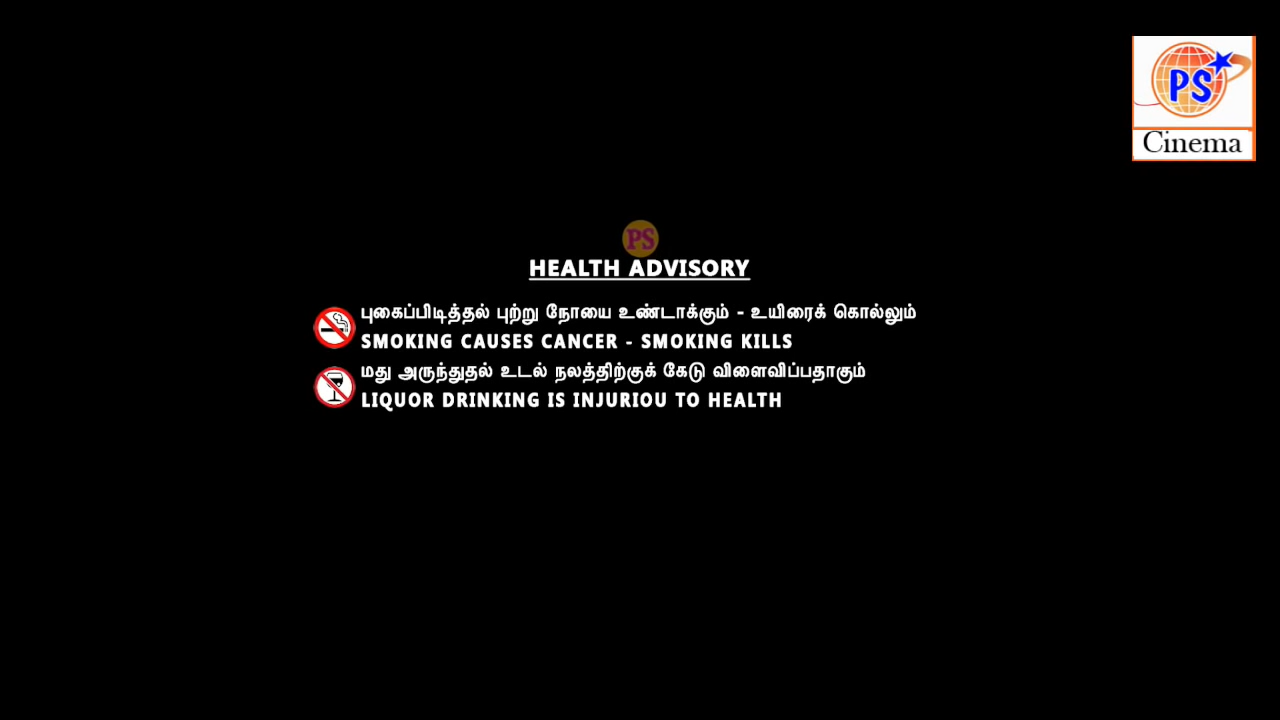 PS
Cinema
PS
HEALTH ADVISORY
புகைப்பிடித்தல் புற்று நோயை உண்டாக்கும் - உயிரைக் கொல்லும்
SMOKING CAUSES CANCER - SMOKING KILLS
மது அருந்துதல் உடல் நலத்திற்குக் கேடு விளைவிப்பதாகும்
LIQUOR DRINKING IS INJURIOU TO HEALTH